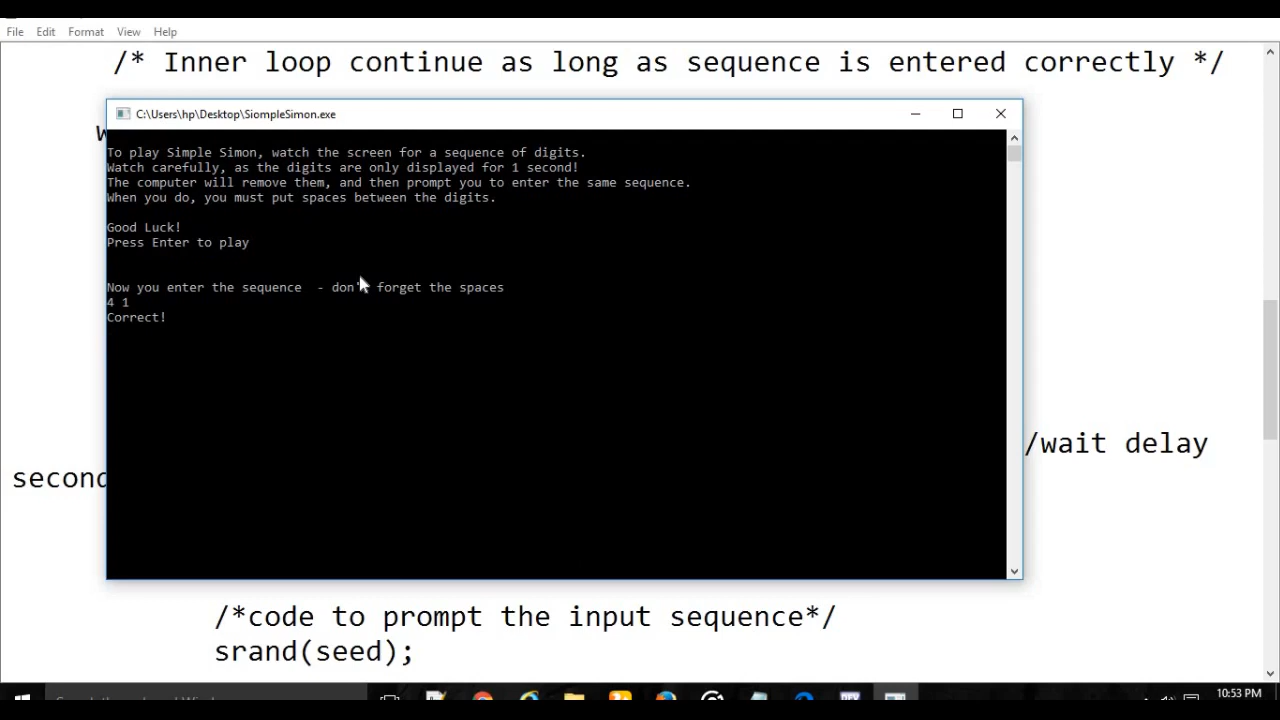 File Edit Format View Help
/* Inner loop continue as long as sequence is entered correctly */
C:\Users\hp\Desktop\SiompleSimon.exe
To play Simple Simon, watch the screen for a sequence of digits.
Watch carefully, as the digits are only displayed for 1 second!
The computer will remove them, and then prompt you to enter the same sequence.
When you do, you must put spaces between the digits.
Good Luck!
Press Enter to play
Now you enter the sequence - don't forget the spaces
4 1
Correct!
/wait delay
second
/*code to prompt the input sequence*/
srand(seed);
10:53 PM